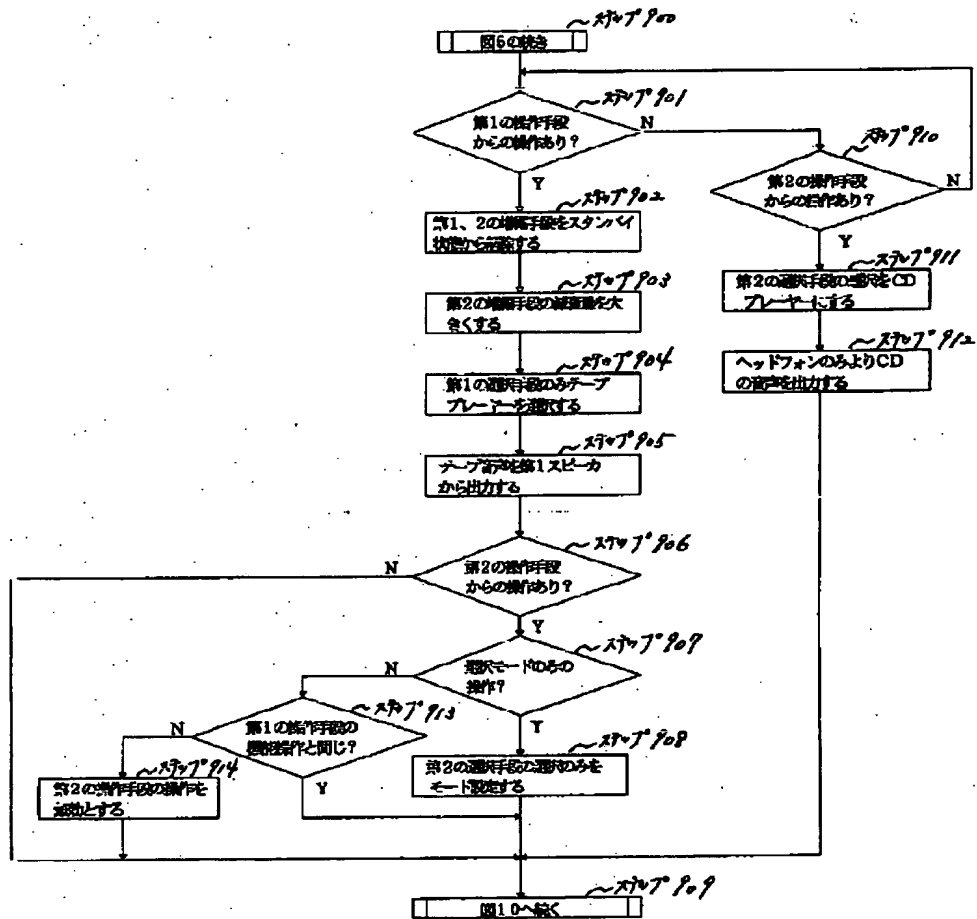 ステップ900
図6の続き
ステップ901
第1の操作手段
からの操作あり？
N
Y
ステップ910
第2の操作手段
からの操作あり？
N
Y
ステップ902
第1、2の増幅手段をスタンバイ
状態から解除する
ステップ911
第2の選択手段の選択をCD
プレーヤーにする
ステップ903
第2の増幅手段の減衰量を大
きくする
ステップ912
ヘッドフォンのみよりCD
の音声を出力する
ステップ904
第1の選択手段のみテープ
プレーヤーを選択する
ステップ905
テープ音声を第1スピーカ
から出力する
ステップ906
第2の操作手段
からの操作あり？
N
Y
ステップ907
選択モードのみの
操作？
N
Y
ステップ913
第1の操作手段の
機能操作と同じ？
N
Y
ステップ908
第2の選択手段の選択のみを
モード設定する
ステップ914
第2の操作手段の操作を
無効とする
ステップ909
図10へ続く